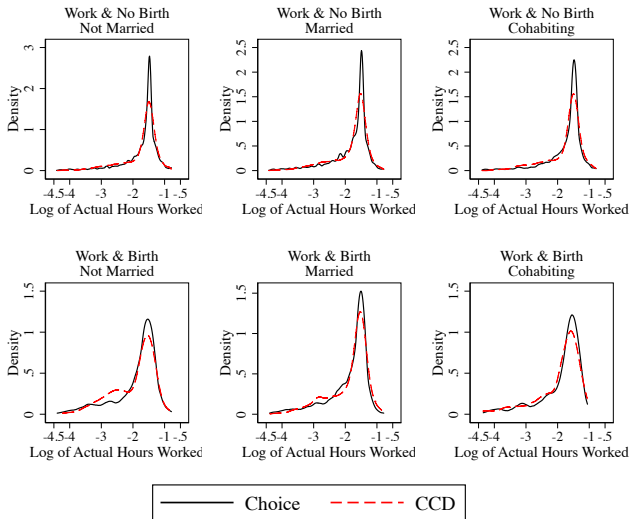 Work & No Birth
Not Married
Density
0
1
2
3
-4.5-4 -3 -2 -1 -.5
Log of Actual Hours Worked
Work & No Birth
Married
Density
0
.5
1
1.5
2
2.5
-4.5-4 -3 -2 -1 -.5
Log of Actual Hours Worked
Work & No Birth
Cohabiting
Density
0
.5
1
1.5
2
2.5
-4.5-4 -3 -2 -1 -.5
Log of Actual Hours Worked
Work & Birth
Not Married
Density
0
.5
1
1.5
-4.5-4 -3 -2 -1 -.5
Log of Actual Hours Worked
Work & Birth
Married
Density
0
.5
1
1.5
-4.5-4 -3 -2 -1 -.5
Log of Actual Hours Worked
Work & Birth
Cohabiting
Density
0
.5
1
1.5
-4.5-4 -3 -2 -1 -.5
Log of Actual Hours Worked
Choice CCD